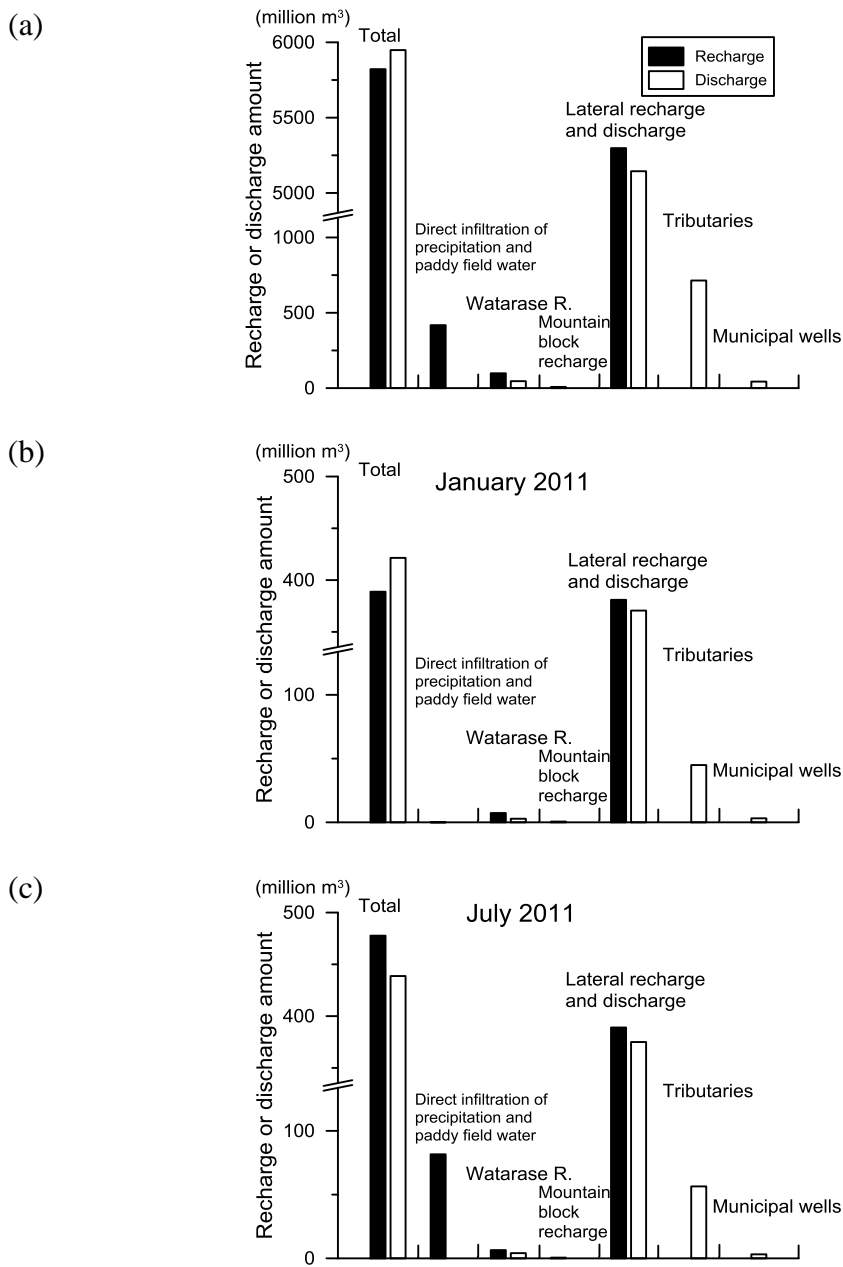 (a)
(million m³)
Total
6000
5500
5000
1000
500
0
Recharge or discharge amount
Recharge
Discharge
Lateral recharge
and discharge
Direct infiltration of
precipitation and
paddy field water
Tributaries
Watarase R.
Mountain
block
recharge
Municipal wells
(b)
(million m³)
Total
January 2011
500
400
100
0
Recharge or discharge amount
Lateral recharge
and discharge
Direct infiltration of
precipitation and
paddy field water
Tributaries
Watarase R.
Mountain
block
recharge
Municipal wells
(c)
(million m³)
Total
July 2011
500
400
100
0
Recharge or discharge amount
Lateral recharge
and discharge
Direct infiltration of
precipitation and
paddy field water
Tributaries
Watarase R.
Mountain
block
recharge
Municipal wells